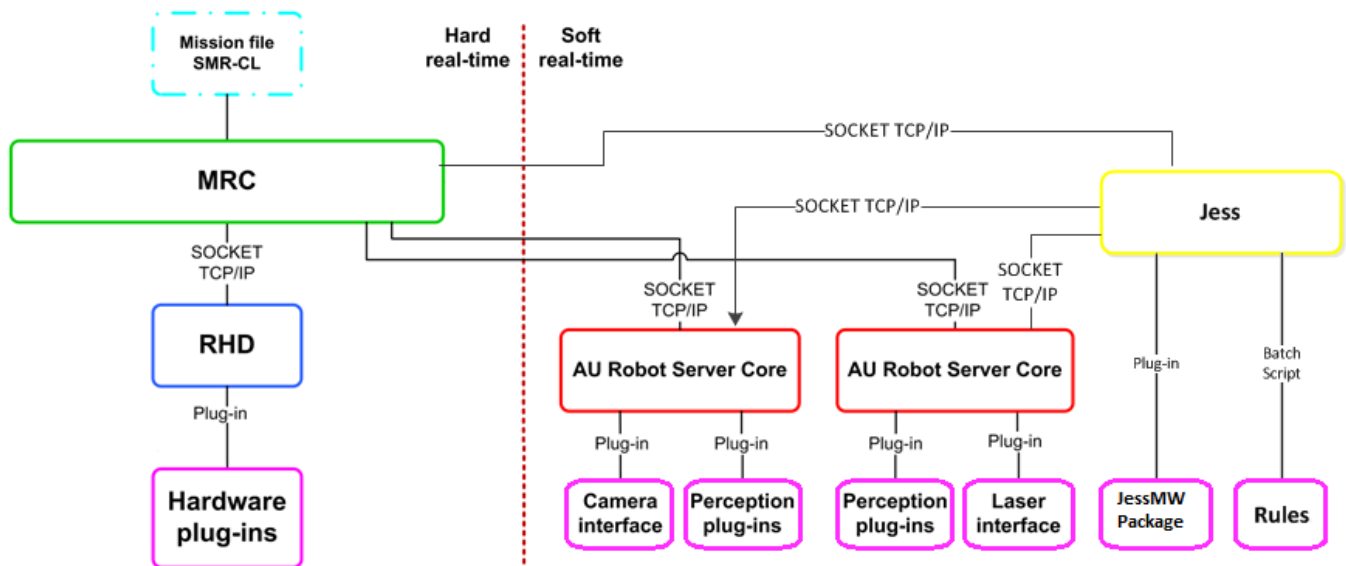 Mission file
SMR-CL
Hard
real-time
Soft
real-time
SOCKET TCP/IP
MRC
Jess
SOCKET TCP/IP
SOCKET
TCP/IP
SOCKET
TCP/IP
SOCKET
TCP/IP
SOCKET
TCP/IP
RHD
AU Robot Server Core
AU Robot Server Core
Plug-in
Batch
Script
Plug-in
Plug-in
Plug-in
Plug-in
Plug-in
Hardware
plug-ins
Camera
interface
Perception
plug-ins
Perception
plug-ins
Laser
interface
JessMW
Package
Rules